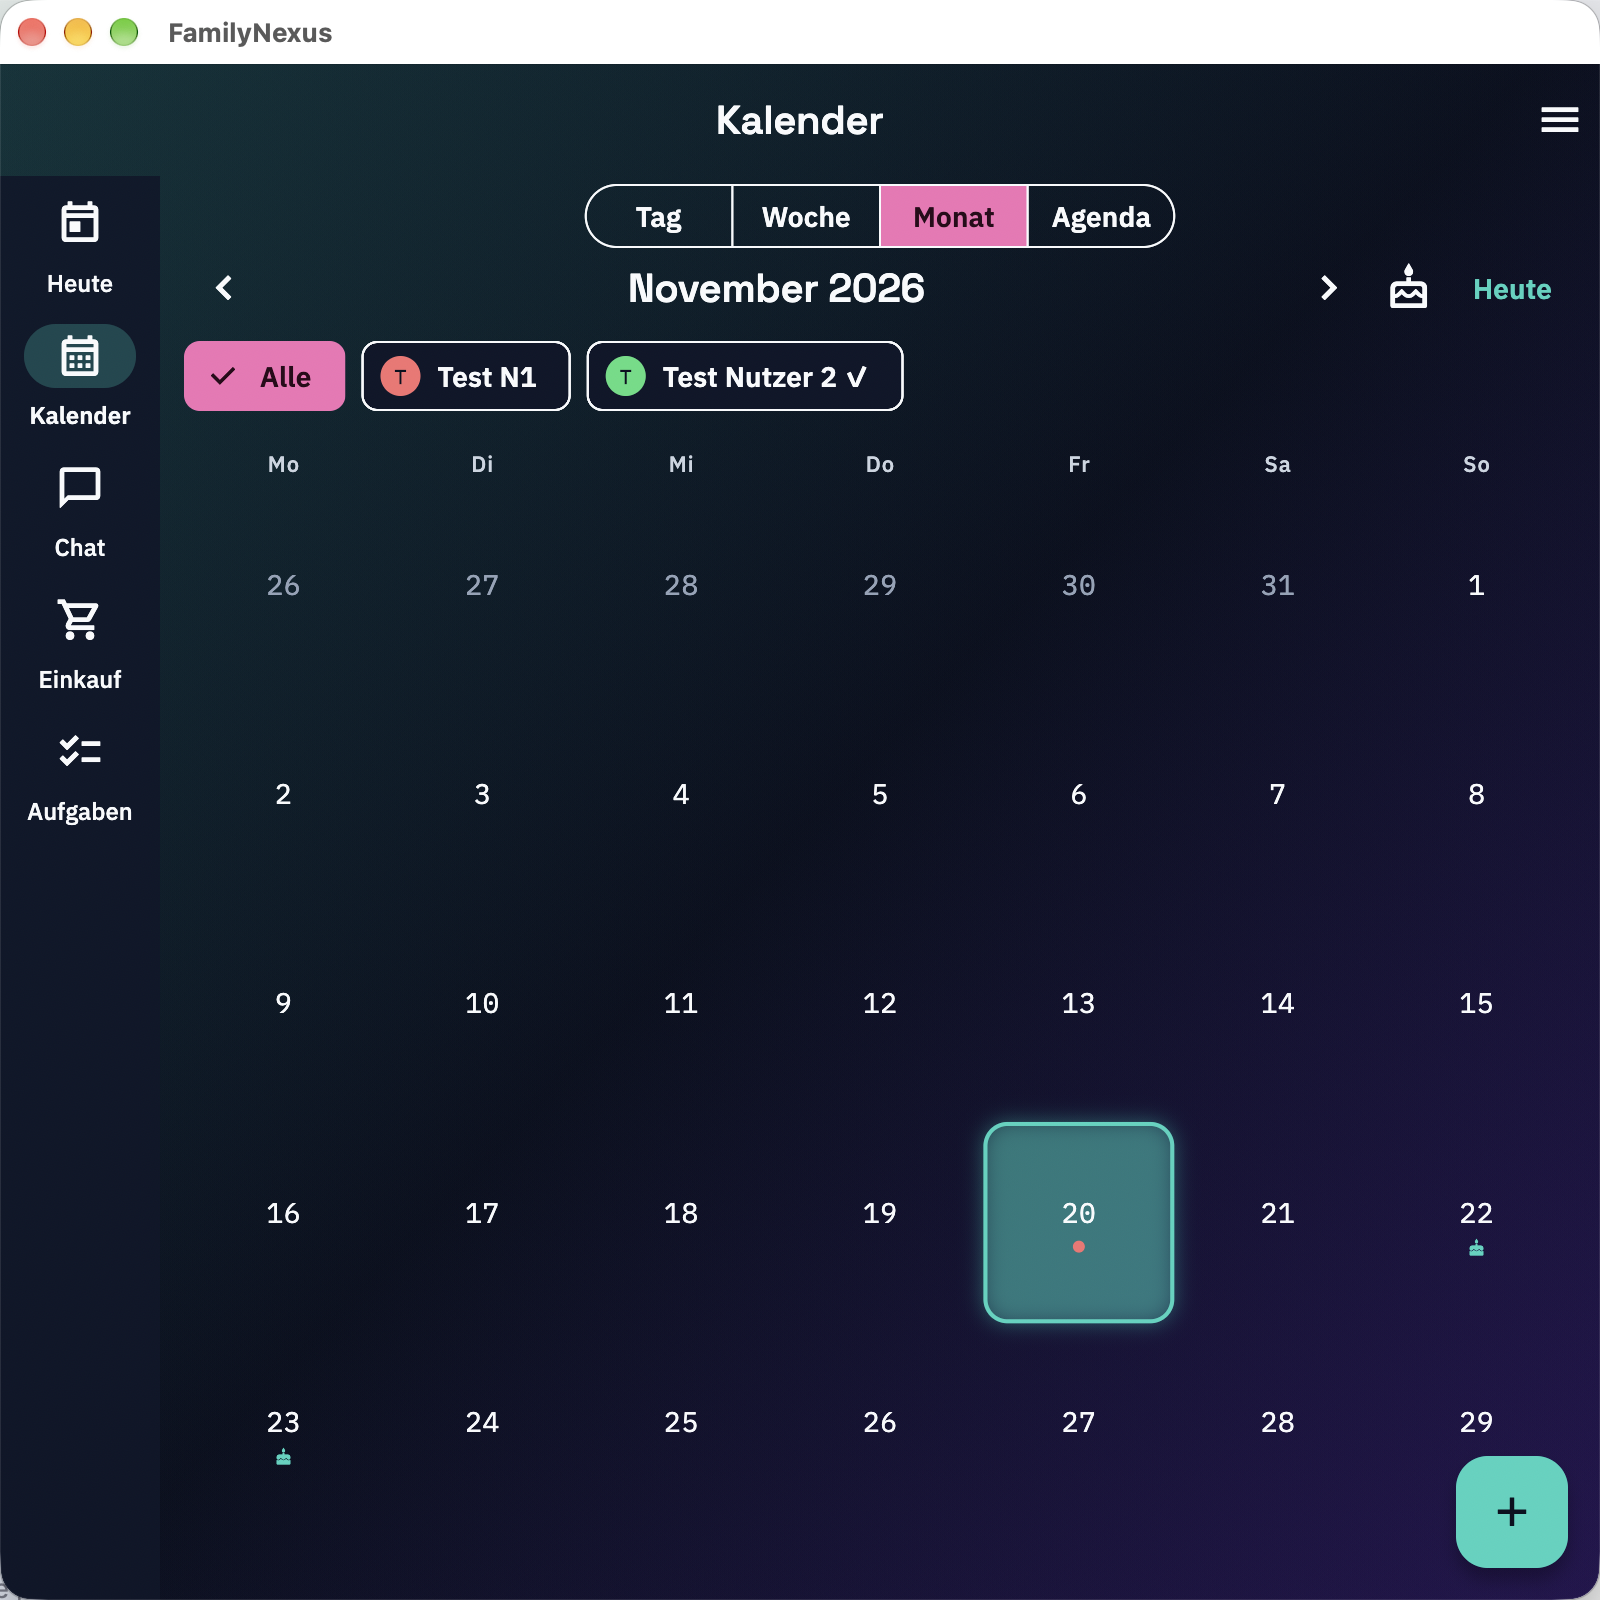 FamilyNexus
Kalender
Tag Woche Monat Agenda
November 2026 Heute
Alle T Test N1 T Test Nutzer 2 ✓
Heute
Kalender
Chat
Einkauf
Aufgaben
Mo Di Mi Do Fr Sa So
26 27 28 29 30 31 1
2 3 4 5 6 7 8
9 10 11 12 13 14 15
16 17 18 19 20 21 22
23 24 25 26 27 28 29
+